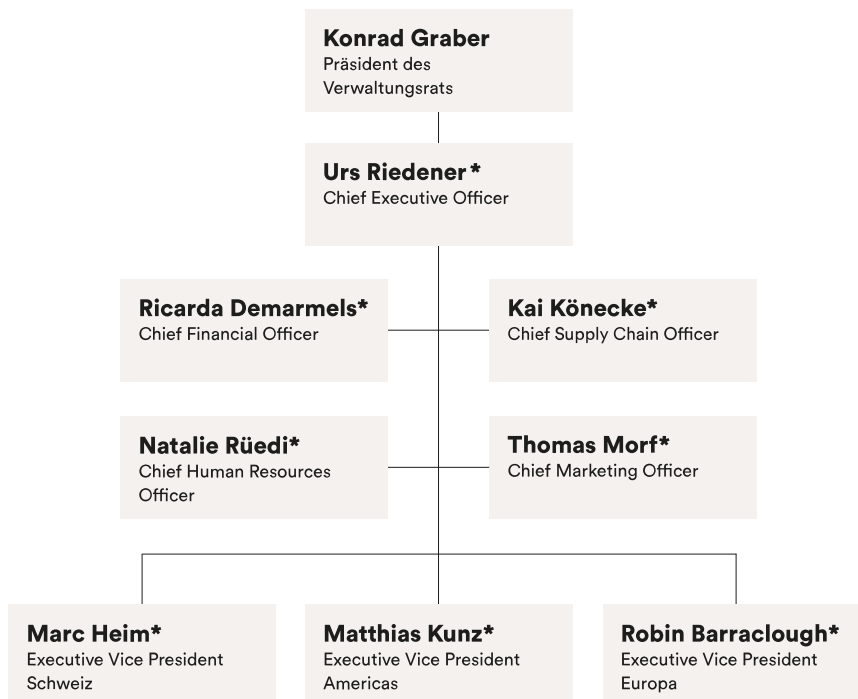 Konrad Graber
Präsident des
Verwaltungsrats
Urs Riedener*
Chief Executive Officer
Ricarda Demarmels*
Chief Financial Officer
Kai Könecke*
Chief Supply Chain Officer
Natalie Rüedi*
Chief Human Resources
Officer
Thomas Morf*
Chief Marketing Officer
Marc Heim*
Executive Vice President
Schweiz
Matthias Kunz*
Executive Vice President
Americas
Robin Barraclough*
Executive Vice President
Europa